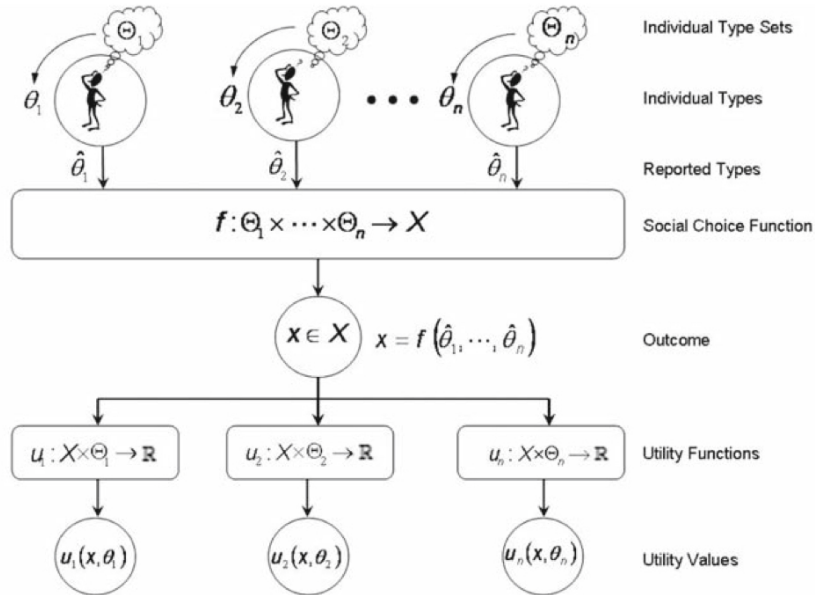 Θ₁ Θ₂ Θₙ Individual Type Sets
θ₁ θ₂ • • • θₙ Individual Types
θ̂₁ θ̂₂ θ̂ₙ Reported Types
f : Θ₁ × ⋯ × Θₙ → X Social Choice Function
x ∈ X x = f(θ̂₁, ⋯, θ̂ₙ) Outcome
u₁ : X×Θ₁ → ℝ u₂ : X×Θ₂ → ℝ uₙ : X×Θₙ → ℝ Utility Functions
u₁(x,θ₁) u₂(x,θ₂) uₙ(x,θₙ) Utility Values